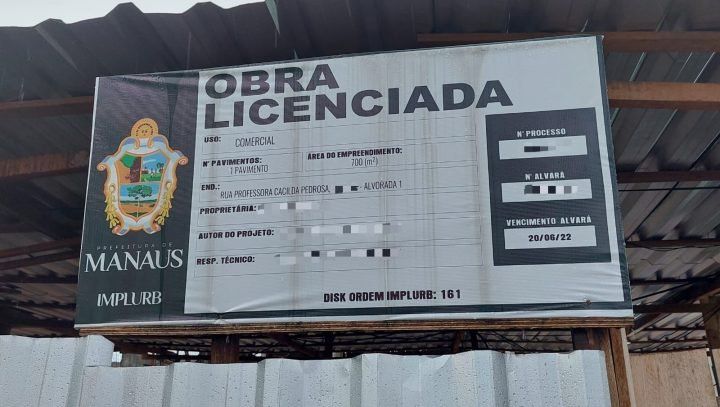 OBRA
LICENCIADA
USO: COMERCIAL
Nº PAVIMENTOS: 1 PAVIMENTO
ÁREA DO EMPREENDIMENTO: 700 (m²)
END.: RUA PROFESSORA CACILDA PEDROSA, - ALVORADA 1
PROPRIETÁRIA:
AUTOR DO PROJETO:
RESP. TÉCNICO:
DISK ORDEM IMPLURB: 161
Nº PROCESSO
Nº ALVARÁ
VENCIMENTO ALVARÁ
20/06/22
PREFEITURA DE
MANAUS
IMPLURB